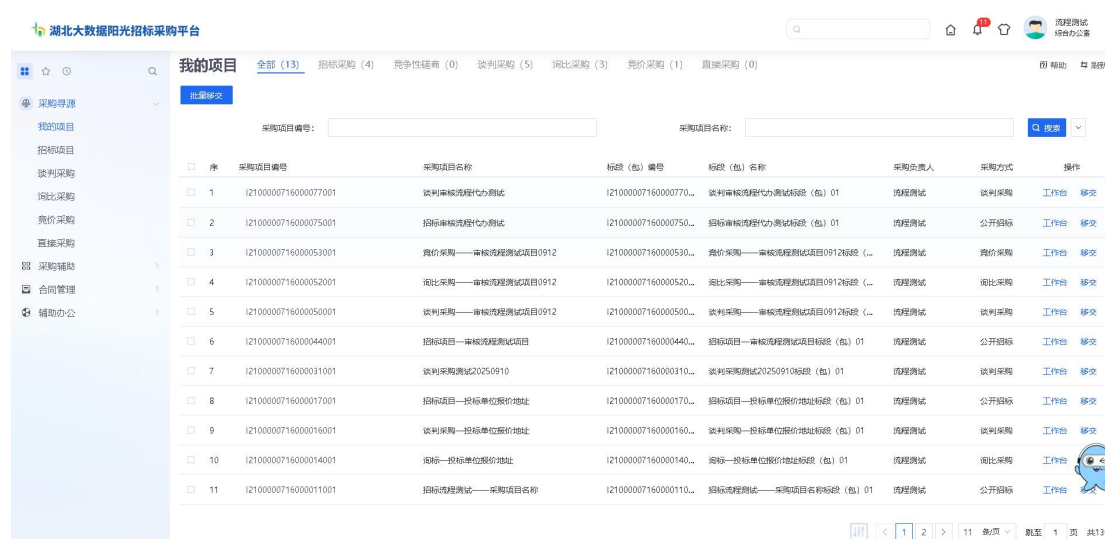 湖北大数据阳光招标采购平台
11
流程测试
综合办公室
我的项目 全部 (13) 招标采购 (4) 竞争性磋商 (0) 谈判采购 (5) 询比采购 (3) 竞价采购 (1) 直接采购 (0)
帮助
批量移交
采购项目编号： 采购项目名称： 搜索
采购寻源
我的项目
招标项目
谈判采购
询比采购
竞价采购
直接采购
采购辅助
合同管理
辅助办公
序 采购项目编号 采购项目名称 标段（包）编号 标段（包）名称 采购负责人 采购方式 操作
1 I2100000716000077001 谈判审核流程代办测试 I21000007160000770... 谈判审核流程代办测试标段（包）01 流程测试 谈判采购 工作台 移交
2 I2100000716000075001 招标审核流程代办测试 I21000007160000750... 招标审核流程代办测试标段（包）01 流程测试 公开招标 工作台 移交
3 I2100000716000053001 竞价采购——审核流程测试项目0912 I21000007160000530... 竞价采购——审核流程测试项目0912标段（... 流程测试 竞价采购 工作台 移交
4 I2100000716000052001 询比采购——审核流程测试项目0912 I21000007160000520... 询比采购——审核流程测试项目0912标段（... 流程测试 询比采购 工作台 移交
5 I2100000716000050001 谈判采购——审核流程测试项目0912 I21000007160000500... 谈判采购——审核流程测试项目0912标段（... 流程测试 谈判采购 工作台 移交
6 I2100000716000044001 招标项目—审核流程测试项目 I21000007160000440... 招标项目—审核流程测试项目标段（包）01 流程测试 公开招标 工作台 移交
7 I2100000716000031001 谈判采购测试20250910 I21000007160000310... 谈判采购测试20250910标段（包）01 流程测试 谈判采购 工作台 移交
8 I2100000716000017001 招标项目—投标单位报价地址 I21000007160000170... 招标项目—投标单位报价地址标段（包）01 流程测试 公开招标 工作台 移交
9 I2100000716000016001 谈判采购—投标单位报价地址 I21000007160000160... 谈判采购—投标单位报价地址标段（包）01 流程测试 谈判采购 工作台 移交
10 I2100000716000014001 询标—投标单位报价地址 I21000007160000140... 询标—投标单位报价地址标段（包）01 流程测试 询比采购 工作台
11 I2100000716000011001 招标流程测试——采购项目名称 I21000007160000110... 招标流程测试——采购项目名称标段（包）01 流程测试 公开招标 工作台
1 2 11 条/页 跳至 1 页 共13